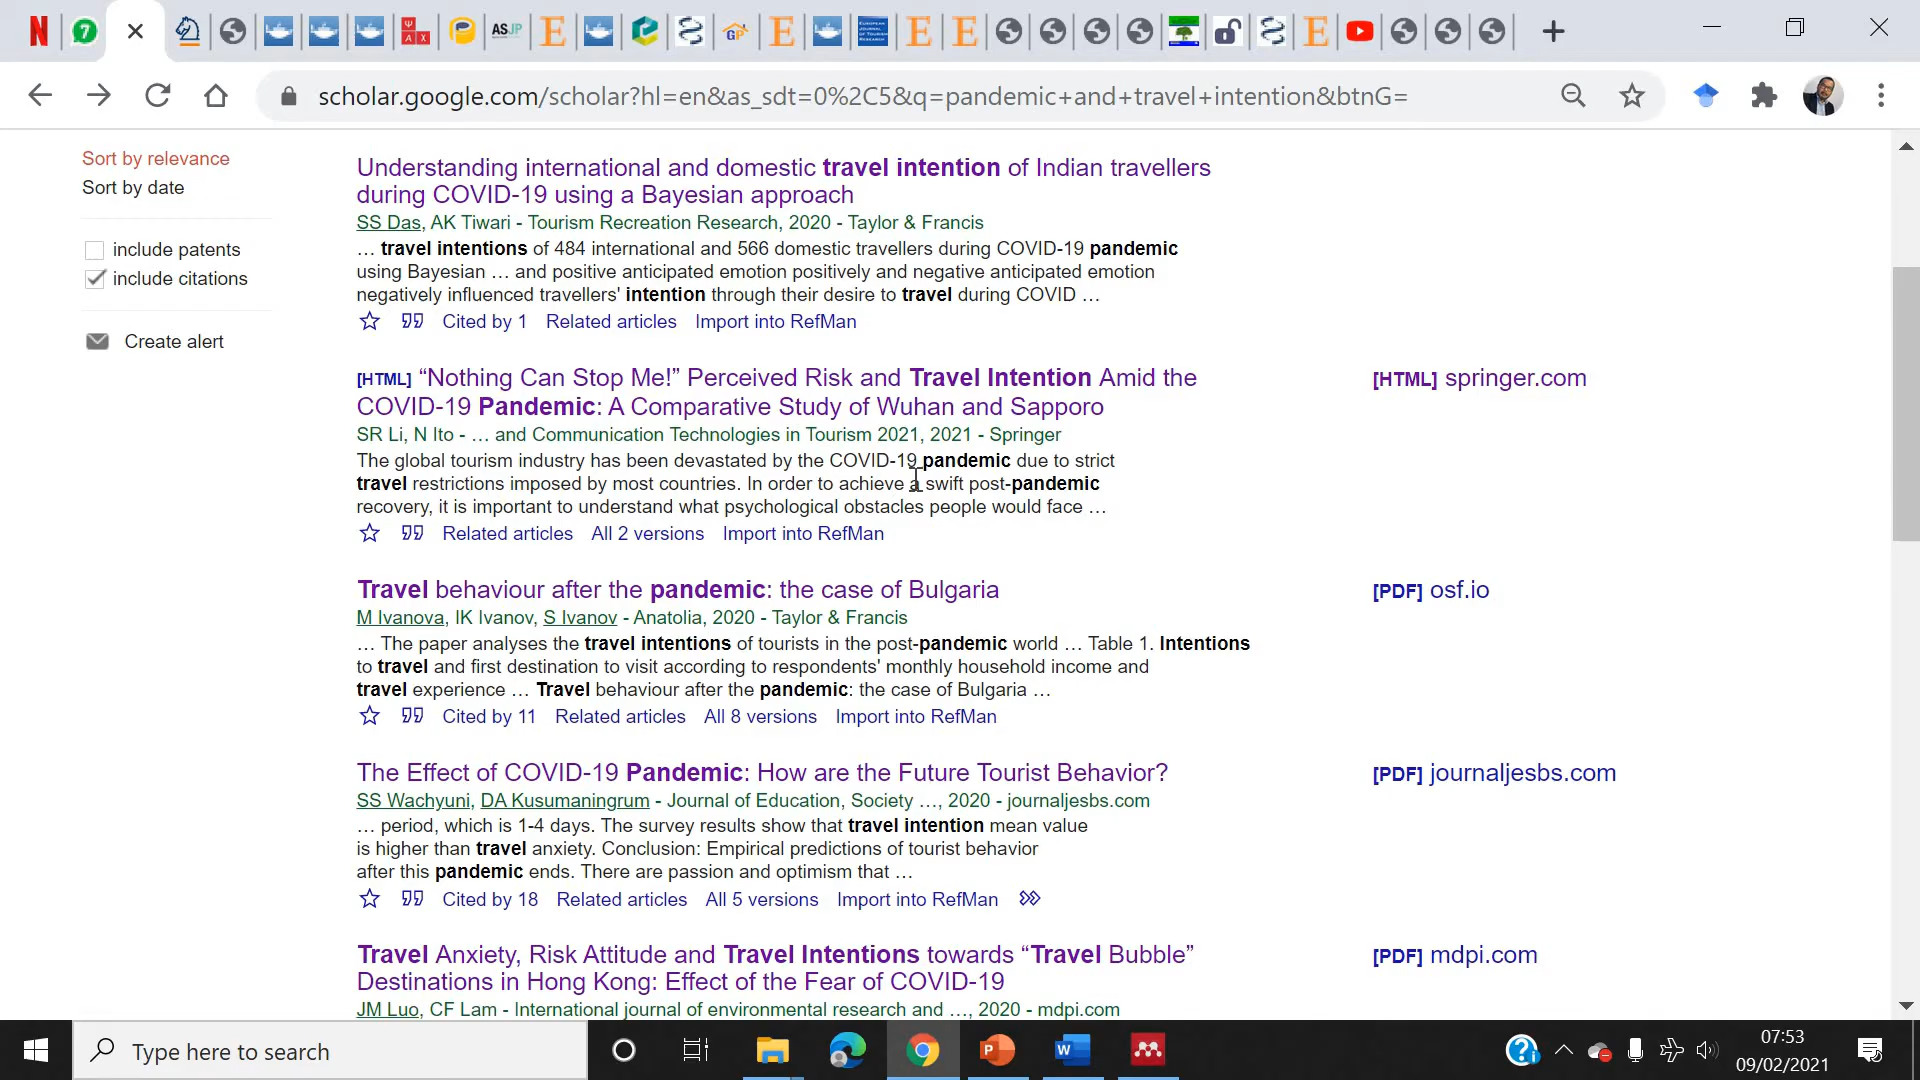 N
7
ASJP
E
GP
E
EUROPEAN JOURNAL OF TOURISM RESEARCH
E
E
E
scholar.google.com/scholar?hl=en&as_sdt=0%2C5&q=pandemic+and+travel+intention&btnG=
Sort by relevance
Sort by date
include patents
include citations
Create alert
Understanding international and domestic travel intention of Indian travellers
during COVID-19 using a Bayesian approach
SS Das, AK Tiwari - Tourism Recreation Research, 2020 - Taylor & Francis
… travel intentions of 484 international and 566 domestic travellers during COVID-19 pandemic
using Bayesian … and positive anticipated emotion positively and negative anticipated emotion
negatively influenced travellers' intention through their desire to travel during COVID …
Cited by 1 Related articles Import into RefMan
[HTML] “Nothing Can Stop Me!” Perceived Risk and Travel Intention Amid the
COVID-19 Pandemic: A Comparative Study of Wuhan and Sapporo
SR Li, N Ito - … and Communication Technologies in Tourism 2021, 2021 - Springer
The global tourism industry has been devastated by the COVID-19 pandemic due to strict
travel restrictions imposed by most countries. In order to achieve a swift post-pandemic
recovery, it is important to understand what psychological obstacles people would face …
Related articles All 2 versions Import into RefMan
[HTML] springer.com
Travel behaviour after the pandemic: the case of Bulgaria
M Ivanova, IK Ivanov, S Ivanov - Anatolia, 2020 - Taylor & Francis
… The paper analyses the travel intentions of tourists in the post-pandemic world … Table 1. Intentions
to travel and first destination to visit according to respondents' monthly household income and
travel experience … Travel behaviour after the pandemic: the case of Bulgaria …
Cited by 11 Related articles All 8 versions Import into RefMan
[PDF] osf.io
The Effect of COVID-19 Pandemic: How are the Future Tourist Behavior?
SS Wachyuni, DA Kusumaningrum - Journal of Education, Society …, 2020 - journaljesbs.com
… period, which is 1-4 days. The survey results show that travel intention mean value
is higher than travel anxiety. Conclusion: Empirical predictions of tourist behavior
after this pandemic ends. There are passion and optimism that …
Cited by 18 Related articles All 5 versions Import into RefMan
[PDF] journaljesbs.com
Travel Anxiety, Risk Attitude and Travel Intentions towards “Travel Bubble”
Destinations in Hong Kong: Effect of the Fear of COVID-19
JM Luo, CF Lam - International journal of environmental research and …, 2020 - mdpi.com
[PDF] mdpi.com
Type here to search
P
W
07:53
09/02/2021